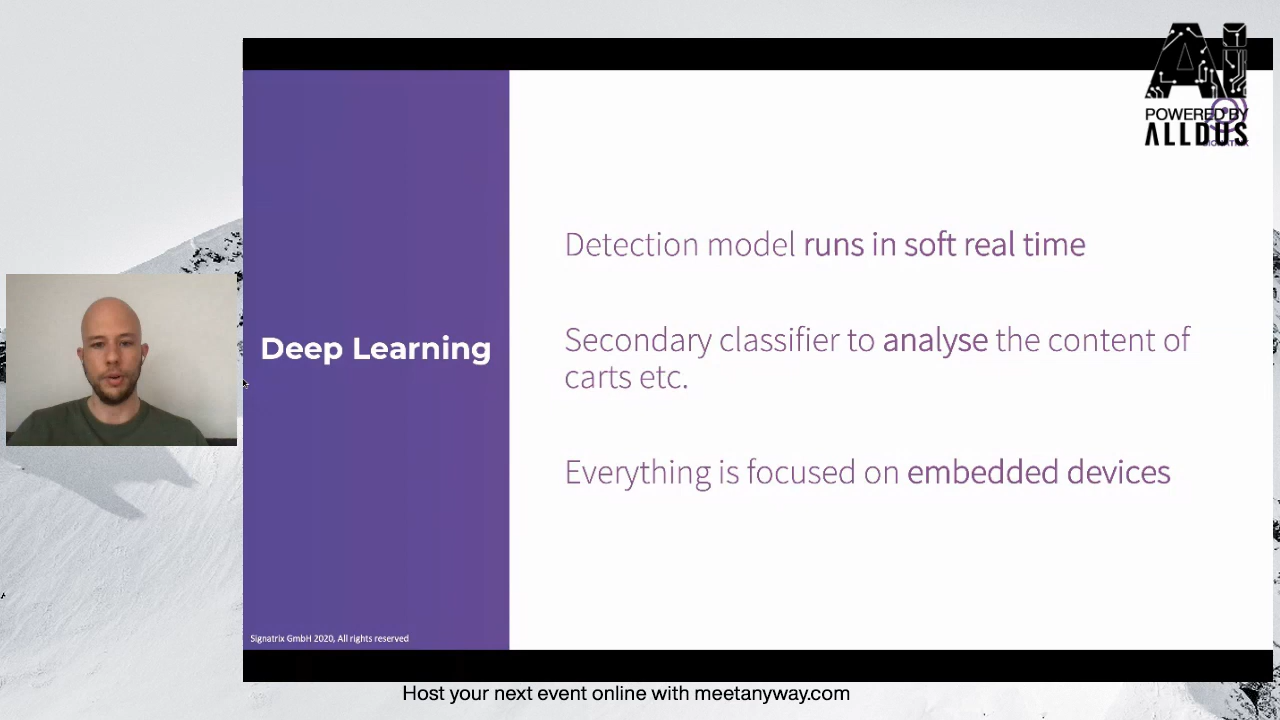 AI
POWERED BY
ALLDUS
Detection model runs in soft real time
Secondary classifier to analyse the content of
carts etc.
Deep Learning
Everything is focused on embedded devices
Signatrix GmbH 2020, All rights reserved
Host your next event online with meetanyway.com